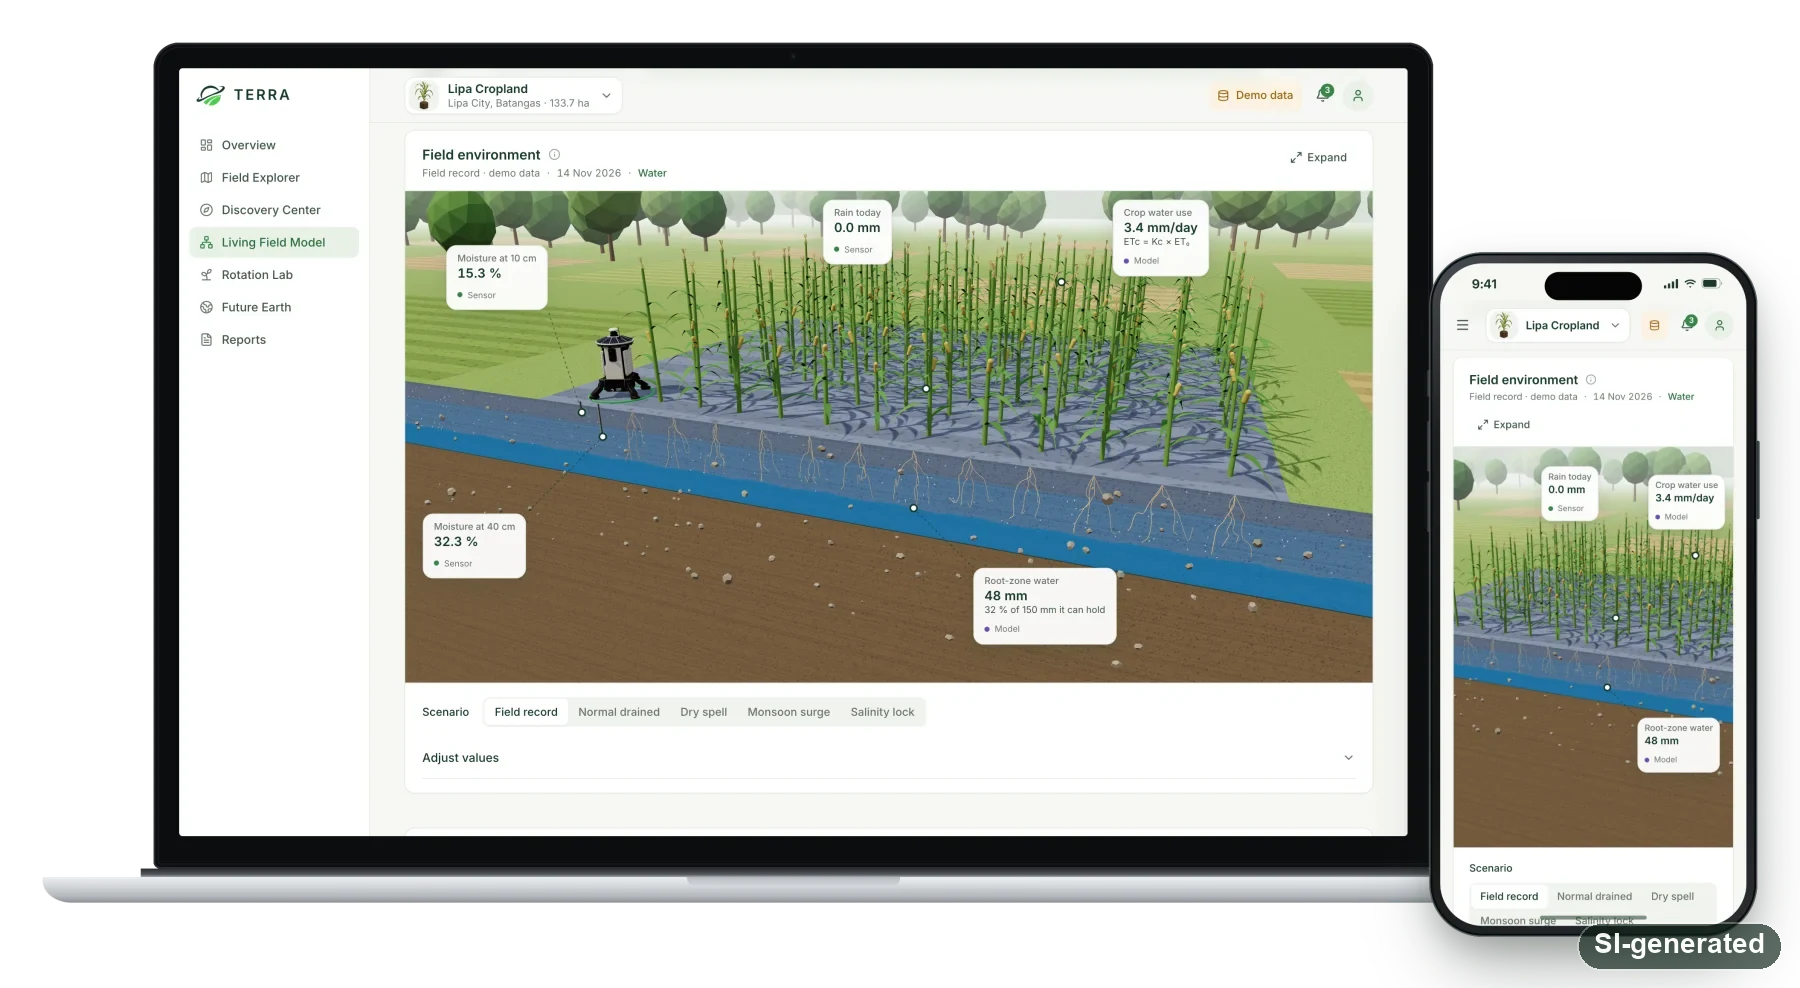 TERRA
Overview
Field Explorer
Discovery Center
Living Field Model
Rotation Lab
Future Earth
Reports
Lipa Cropland
Lipa City, Batangas · 133.7 ha
Demo data
3
Field environment
Field record · demo data · 14 Nov 2026 · Water
Expand
Moisture at 10 cm
15.3 %
Sensor
Rain today
0.0 mm
Sensor
Crop water use
3.4 mm/day
ETc = Kc × ET₀
Model
Moisture at 40 cm
32.3 %
Sensor
Root-zone water
48 mm
32 % of 150 mm it can hold
Model
Scenario
Field record
Normal drained
Dry spell
Monsoon surge
Salinity lock
Adjust values
9:41
Lipa Cropland
3
Field environment
Field record · demo data · 14 Nov 2026 · Water
Expand
Rain today
0.0 mm
Sensor
Crop water use
3.4 mm/day
Model
Root-zone water
48 mm
Model
Scenario
Field record
Normal drained
Dry spell
Monsoon surge
Salinity lock
SI-generated